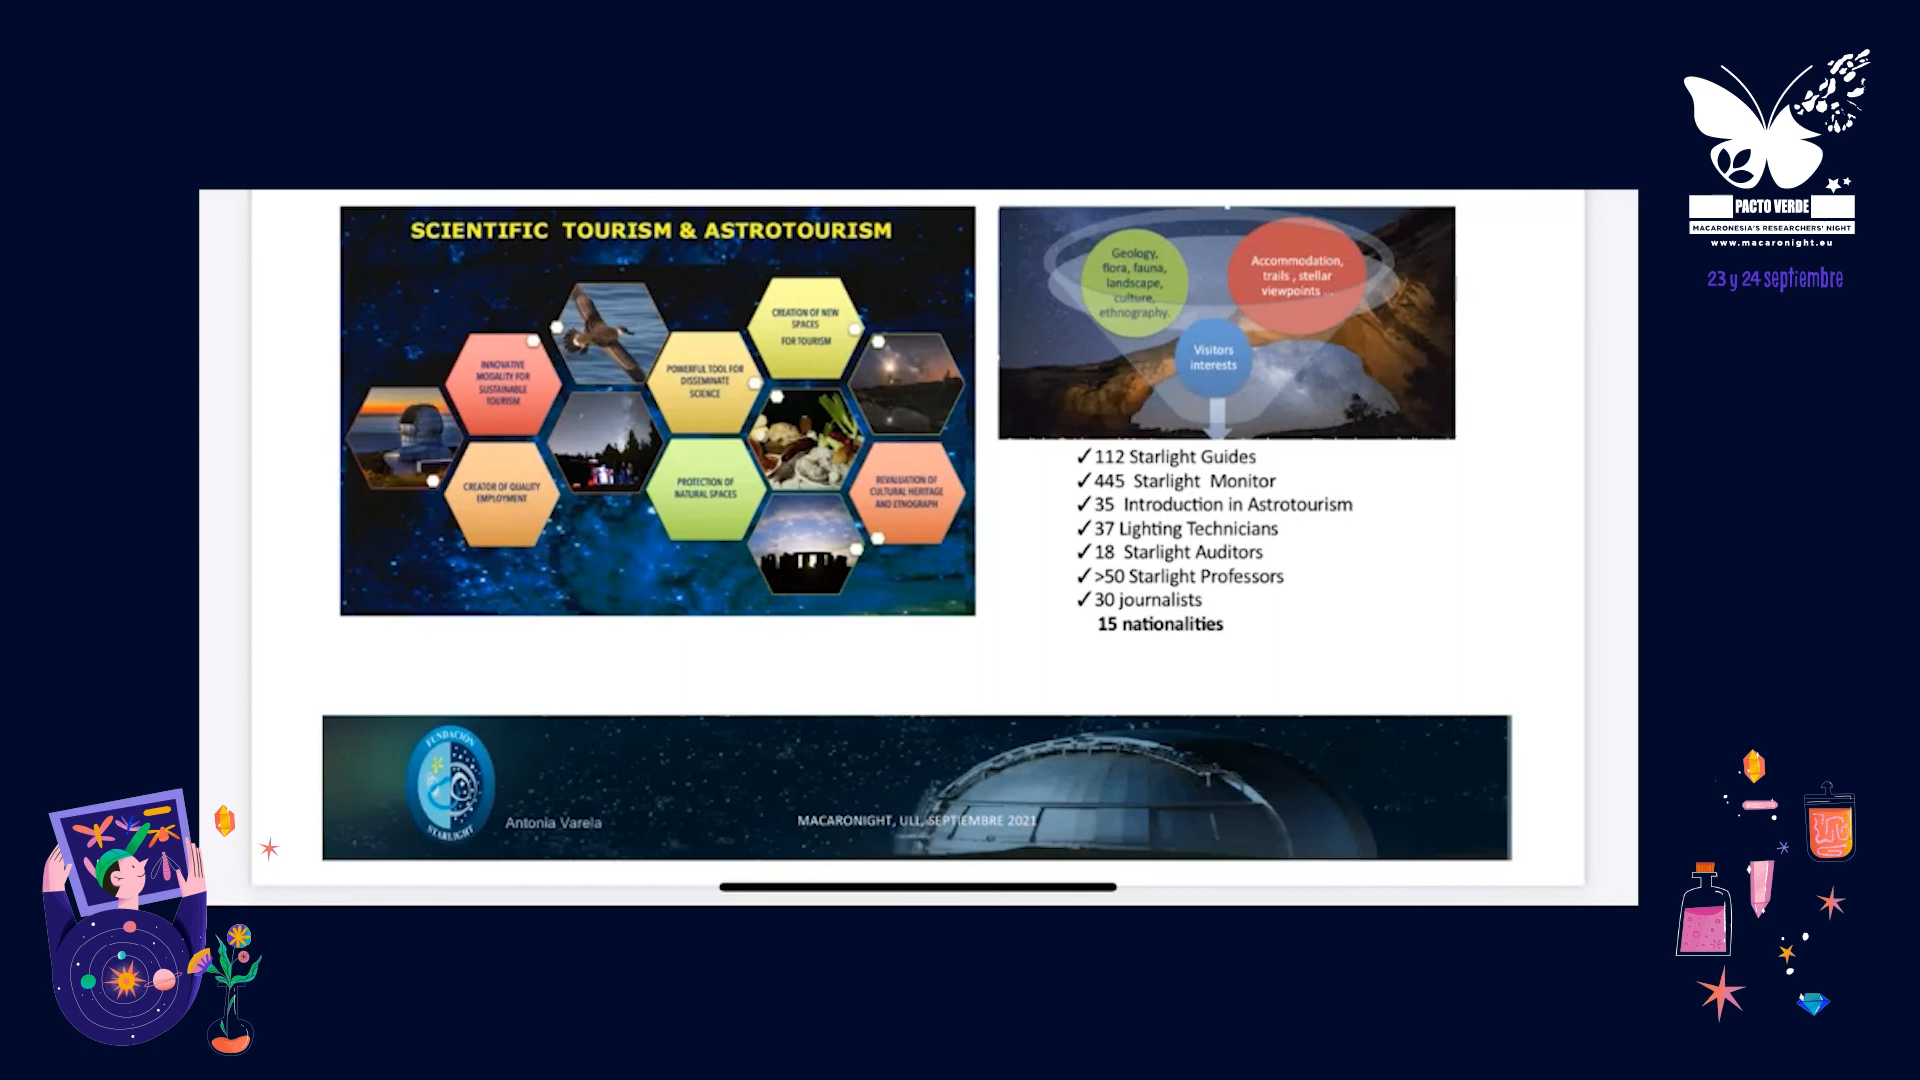 SCIENTIFIC TOURISM & ASTROTOURISM
CREATION OF NEW
SPACES
FOR TOURISM
INNOVATIVE
MODALITY FOR
SUSTAINABLE
TOURISM
POWERFUL TOOL FOR
DISSEMINATE
SCIENCE
CREATOR OF QUALITY
EMPLOYMENT
PROTECTION OF
NATURAL SPACES
REVALUATION OF
CULTURAL HERITAGE
AND ETNOGRAPH
Geology,
flora, fauna,
landscape,
culture,
ethnography.
Accommodation,
trails , stellar
viewpoints ...
Visitors
interests
✓112 Starlight Guides
✓445 Starlight Monitor
✓35 Introduction in Astrotourism
✓37 Lighting Technicians
✓18 Starlight Auditors
✓>50 Starlight Professors
✓30 journalists
15 nationalities
FUNDACIÓN
STARLIGHT
Antonia Varela
MACARONIGHT, ULL, SEPTIEMBRE 2021
PACTO VERDE
MACARONESIA'S RESEARCHERS' NIGHT
www.macaronight.eu
23 y 24 septiembre